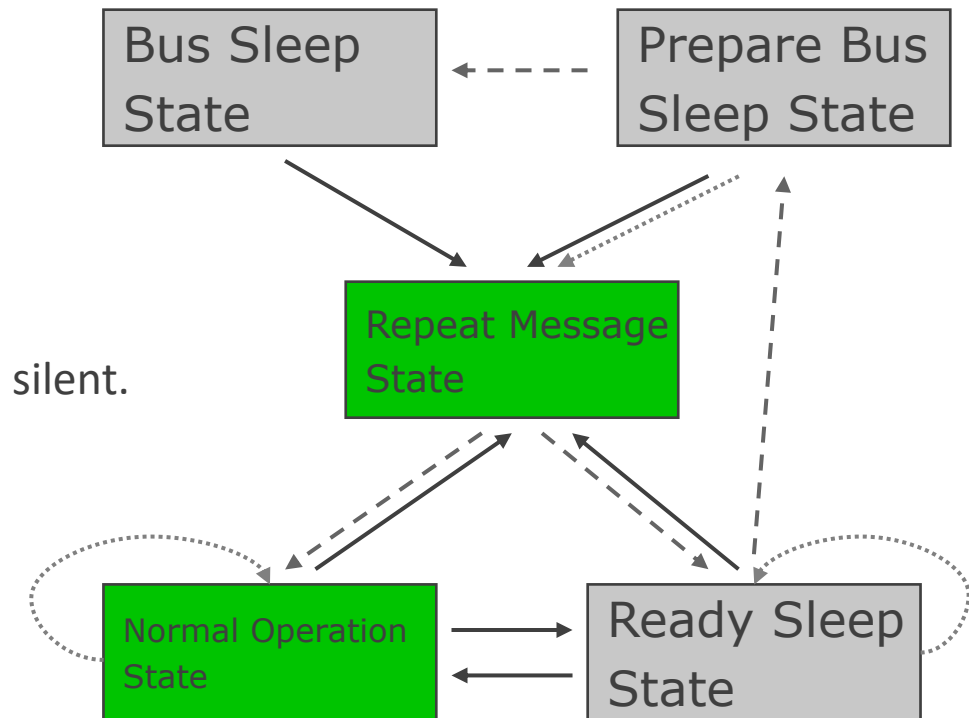 Bus Sleep
State
Prepare Bus
Sleep State
Repeat Message
State
silent.
Normal Operation
State
Ready Sleep
State